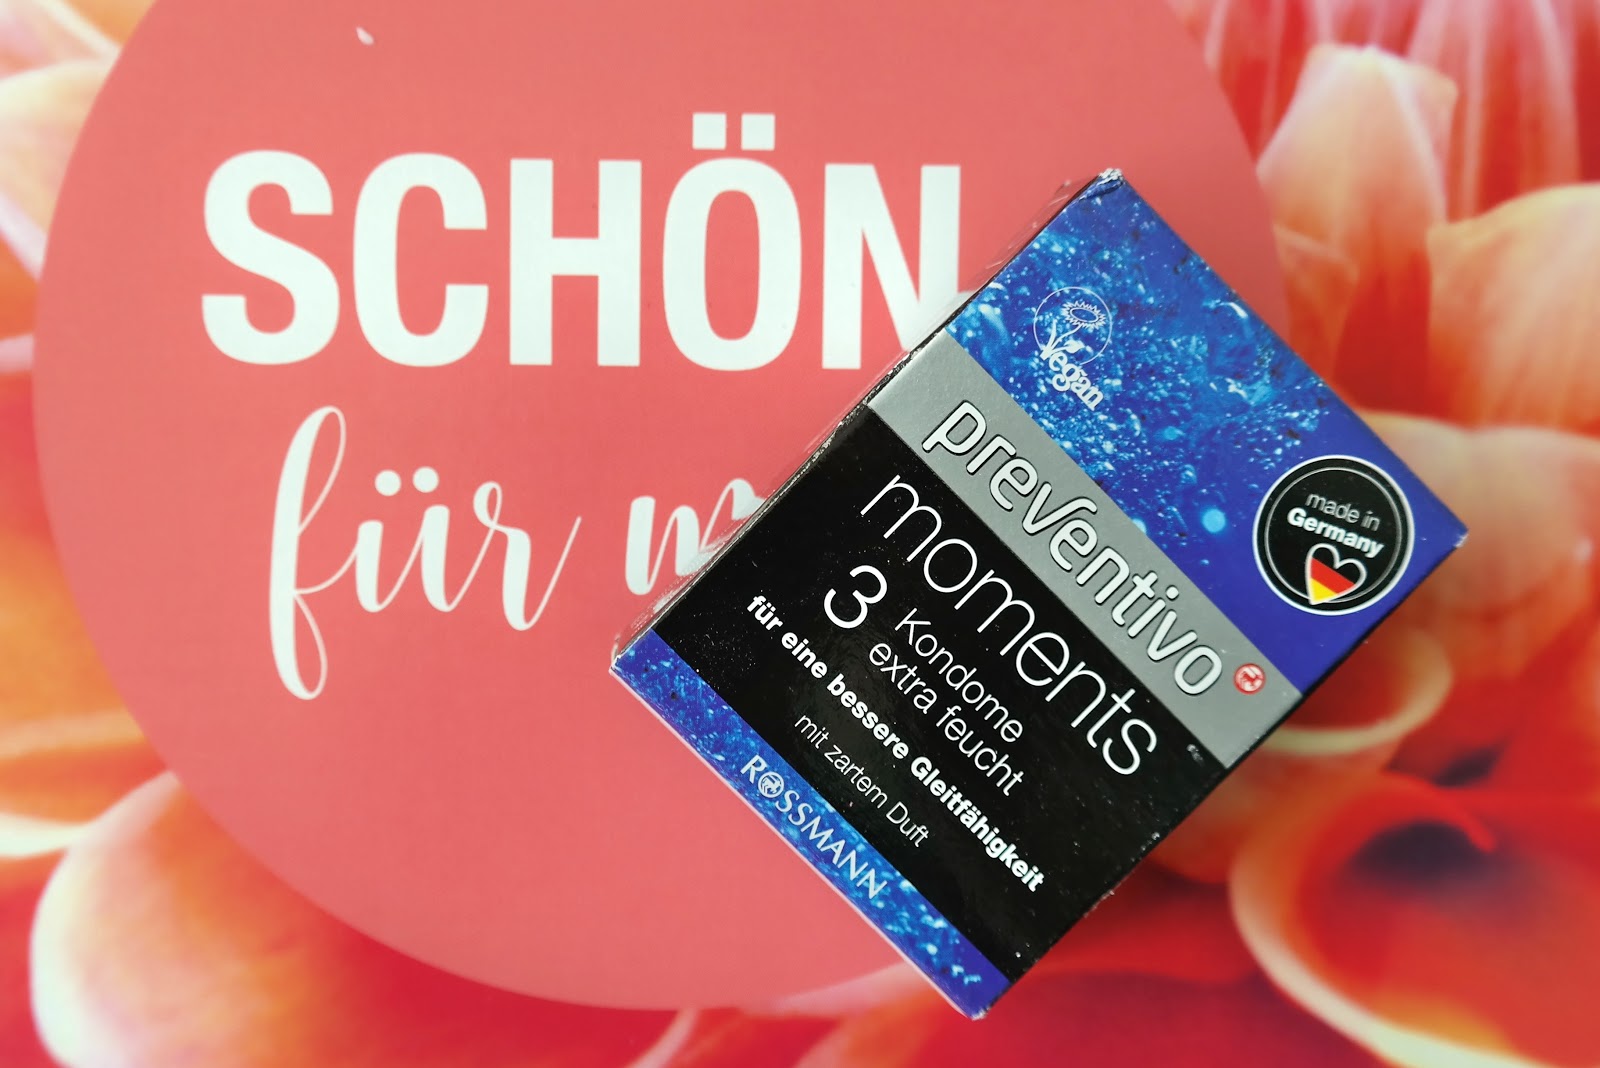 SCHÖN
für m
Vegan
preventivo
made in
Germany
moments
3 Kondome
extra feucht
für eine bessere Gleitfähigkeit
mit zartem Duft
ROSSMANN